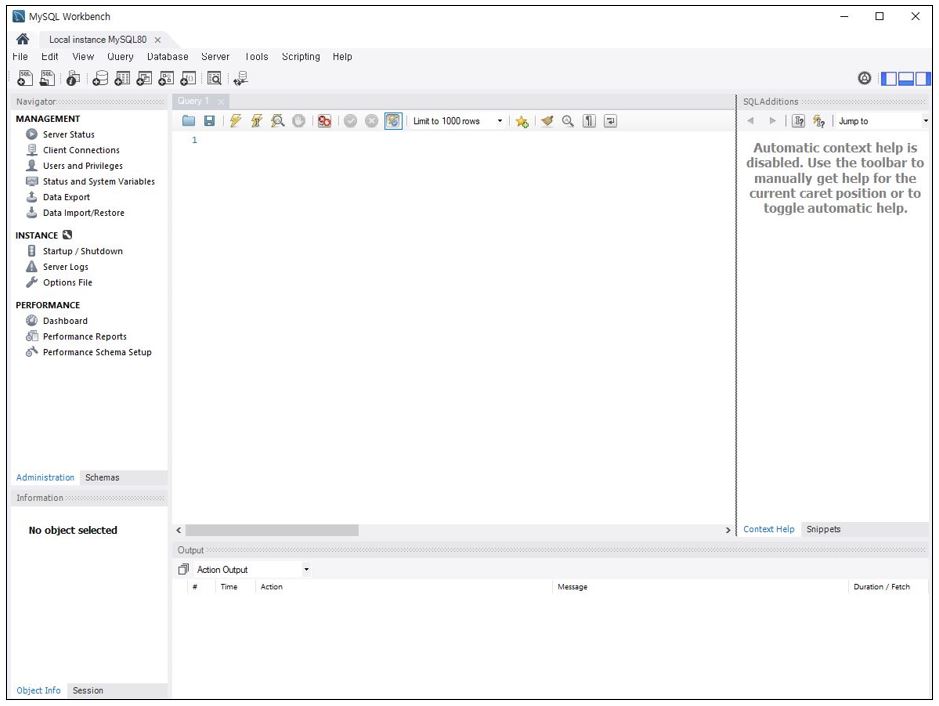 MySQL Workbench
Local instance MySQL80
File Edit View Query Database Server Tools Scripting Help
Navigator
MANAGEMENT
Server Status
Client Connections
Users and Privileges
Status and System Variables
Data Export
Data Import/Restore
INSTANCE
Startup / Shutdown
Server Logs
Options File
PERFORMANCE
Dashboard
Performance Reports
Performance Schema Setup
Administration Schemas
Information
No object selected
Object Info Session
Query 1
Limit to 1000 rows
1
Output
Action Output
# Time Action Message Duration / Fetch
SQLAdditions
Jump to
Automatic context help is
disabled. Use the toolbar to
manually get help for the
current caret position or to
toggle automatic help.
Context Help Snippets